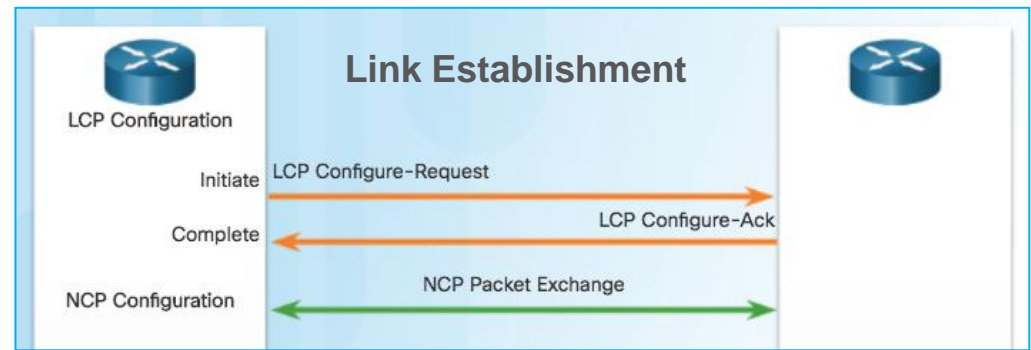 Link Establishment
LCP Configuration
Initiate
LCP Configure-Request
LCP Configure-Ack
Complete
NCP Packet Exchange
NCP Configuration